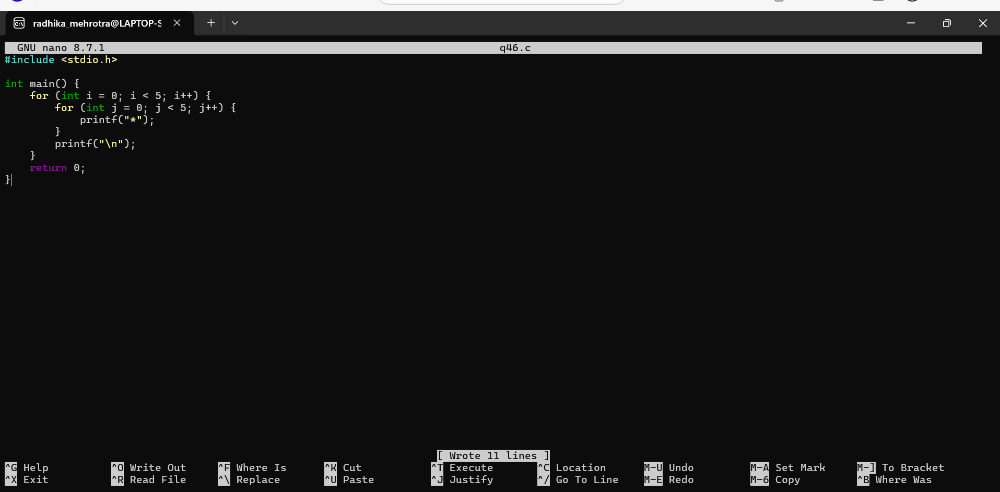 radhika_mehrotra@LAPTOP-S
GNU nano 8.7.1 q46.c
#include <stdio.h>

int main() {
    for (int i = 0; i < 5; i++) {
        for (int j = 0; j < 5; j++) {
            printf("*");
        }
        printf("\n");
    }
    return 0;
}
[ Wrote 11 lines ]
^G Help ^O Write Out ^F Where Is ^K Cut ^T Execute ^C Location M-U Undo M-A Set Mark M-] To Bracket
^X Exit ^R Read File ^\ Replace ^U Paste ^J Justify ^/ Go To Line M-E Redo M-6 Copy ^B Where Was